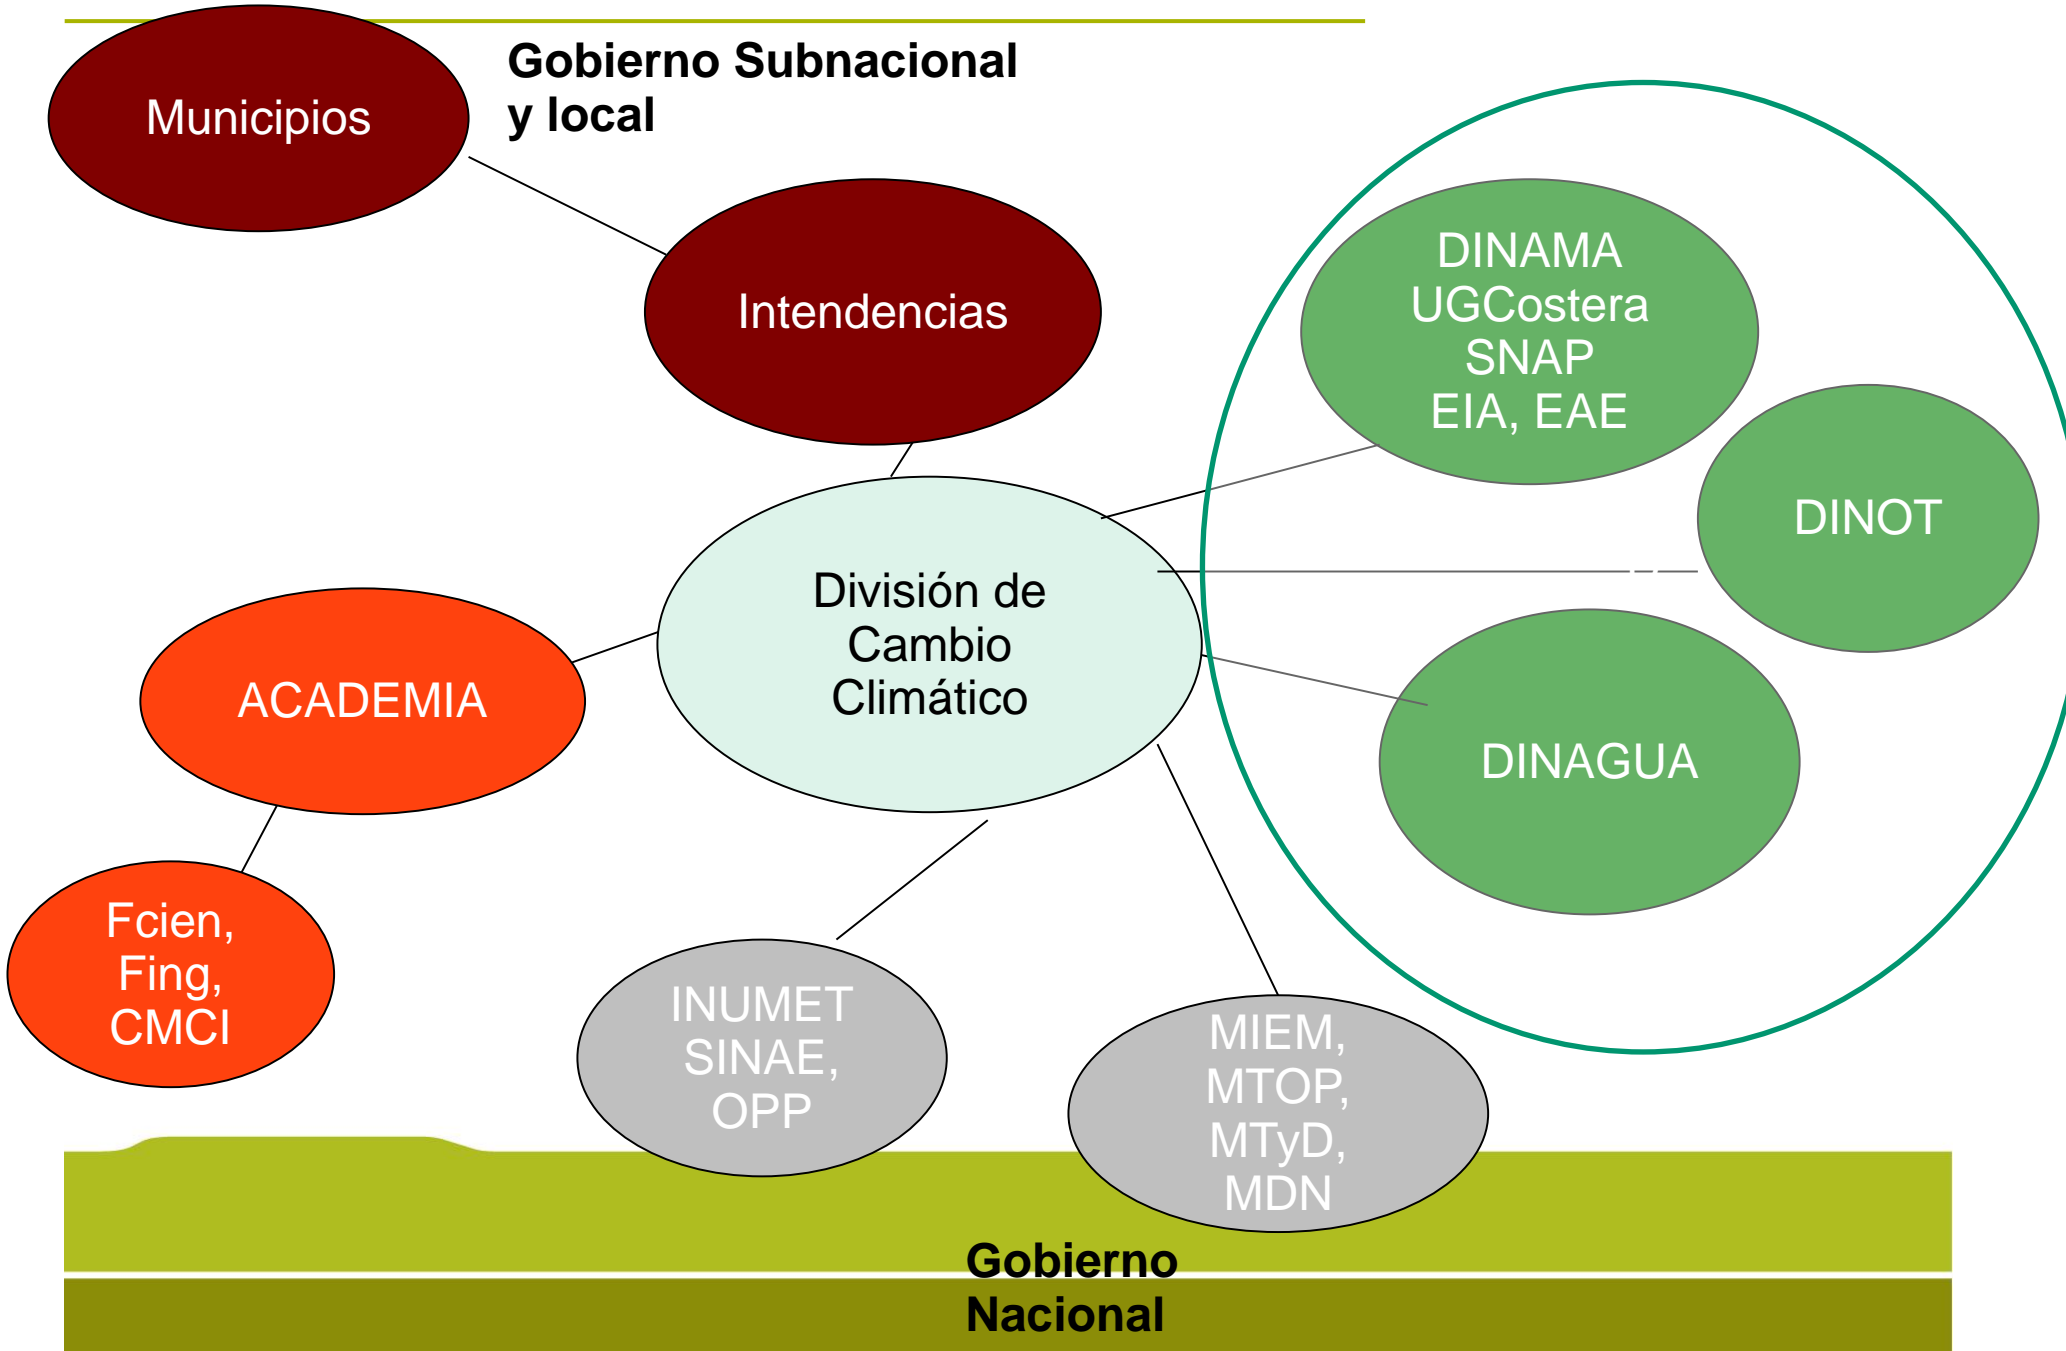 Gobierno Subnacional
y local
Municipios
Intendencias
DINAMA
UGCostera
SNAP
EIA, EAE
DINOT
División de
Cambio
Climático
ACADEMIA
DINAGUA
Fcien,
Fing,
CMCI
INUMET
SINAE,
OPP
MIEM,
MTOP,
MTyD,
MDN
Gobierno
Nacional